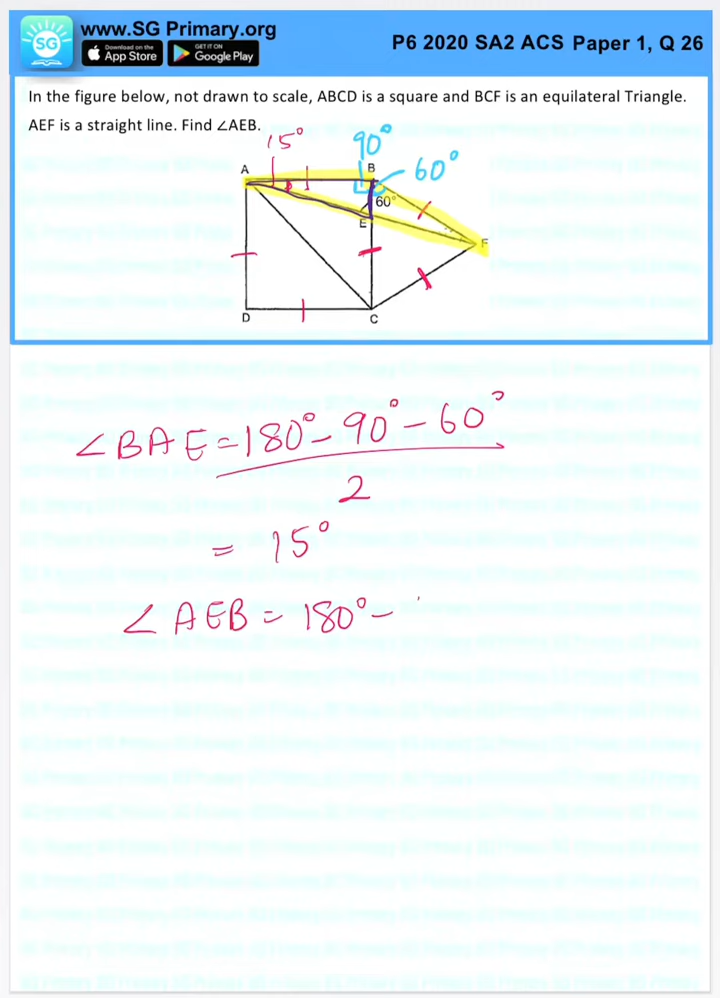 www.SG Primary.org
SG
Download on the
App Store
GET IT ON
Google Play
P6 2020 SA2 ACS Paper 1, Q 26
In the figure below, not drawn to scale, ABCD is a square and BCF is an equilateral Triangle.
AEF is a straight line. Find ∠AEB.
15°
90°
60°
A
B
60°
E
F
D
C
∠BAE = 180° - 90° - 60°
2
= 15°
∠AEB = 180° -